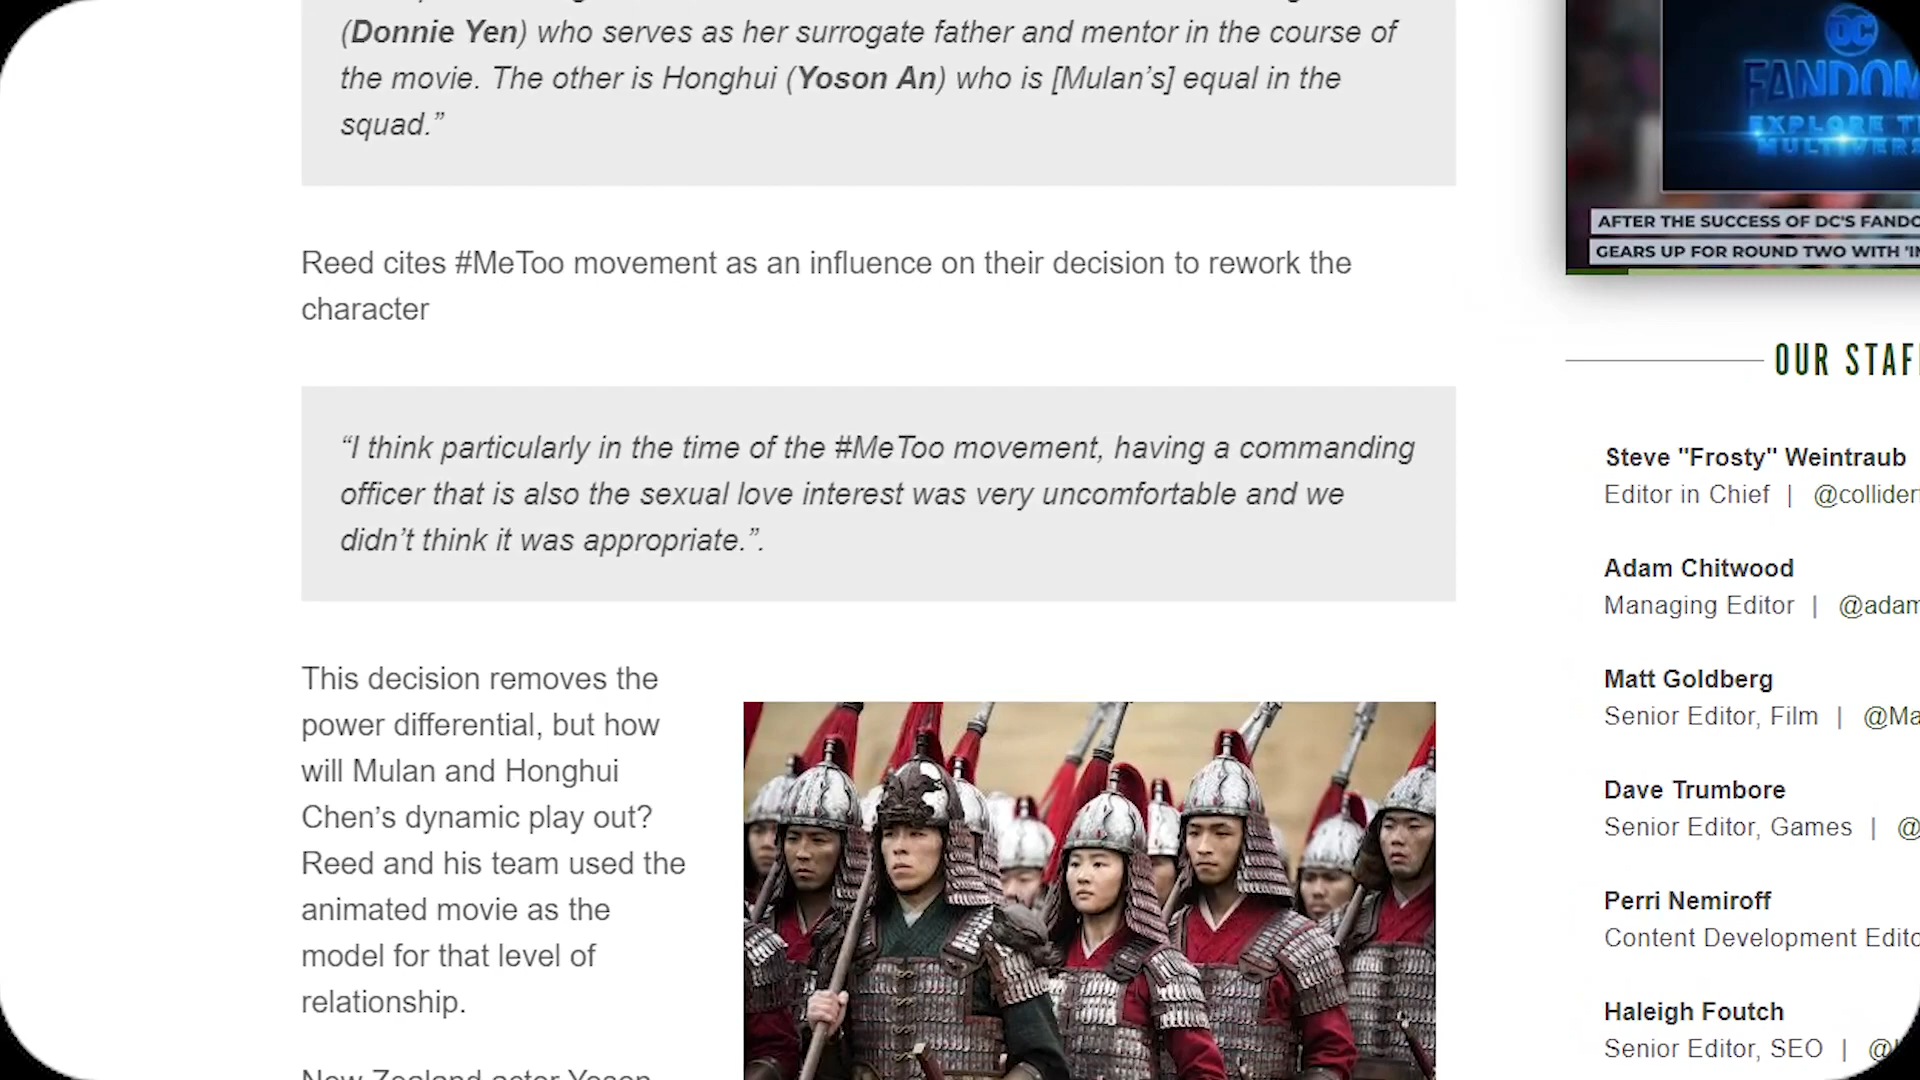 (Donnie Yen) who serves as her surrogate father and mentor in the course of
the movie. The other is Honghui (Yoson An) who is [Mulan’s] equal in the
squad.”
Reed cites #MeToo movement as an influence on their decision to rework the
character
“I think particularly in the time of the #MeToo movement, having a commanding
officer that is also the sexual love interest was very uncomfortable and we
didn’t think it was appropriate.”.
This decision removes the
power differential, but how
will Mulan and Honghui
Chen’s dynamic play out?
Reed and his team used the
animated movie as the
model for that level of
relationship.
New Zealand actor Yoson
DC
FANDOM
EXPLORE T
MULTIVERS
AFTER THE SUCCESS OF DC'S FANDO
GEARS UP FOR ROUND TWO WITH 'I
OUR STAF
Steve "Frosty" Weintraub
Editor in Chief | @collider
Adam Chitwood
Managing Editor | @adam
Matt Goldberg
Senior Editor, Film | @Ma
Dave Trumbore
Senior Editor, Games | @
Perri Nemiroff
Content Development Edito
Haleigh Foutch
Senior Editor, SEO | @